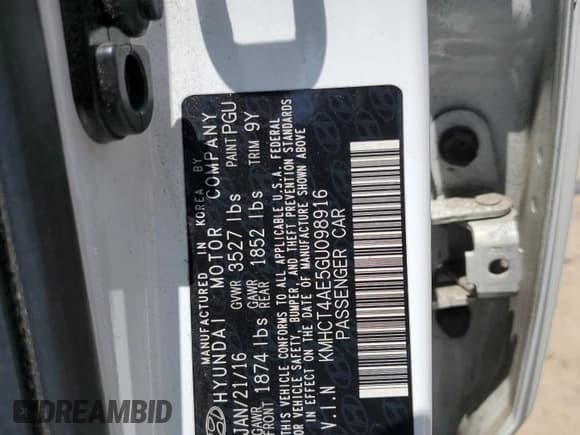 MANUFACTURED IN KOREA BY
HYUNDAI MOTOR COMPANY
JAN/21/16 GVWR 3527 lbs PAINT PGU
GAWR FRONT 1874 lbs GAWR REAR 1852 lbs TRIM 9Y
THIS VEHICLE CONFORMS TO ALL APPLICABLE U.S.A. FEDERAL
MOTOR VEHICLE SAFETY, BUMPER, AND THEFT PREVENTION STANDARDS
IN EFFECT ON THE DATE OF MANUFACTURE SHOWN ABOVE
V.I.N KMHCT4AE5GU098916
PASSENGER CAR
DREAMBID